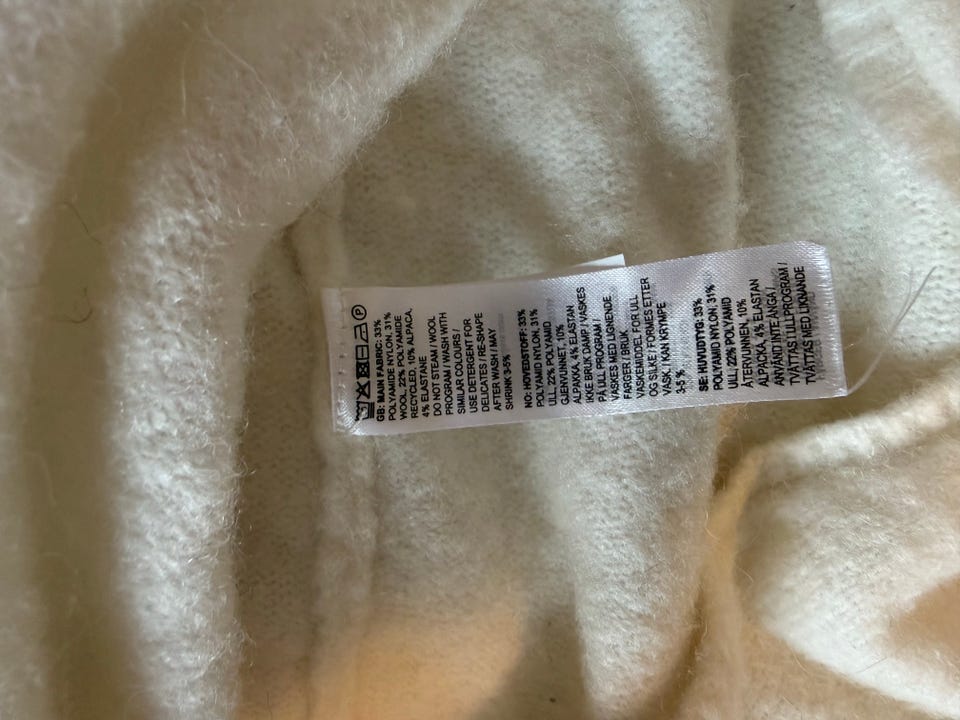 GB: MAIN FABRIC: 33%
POLYAMIDE NYLON, 31%
WOOL, 22% POLYAMIDE
RECYCLED, 10% ALPACA,
4% ELASTANE
DO NOT STEAM / WOOL
PROGRAM / WASH WITH
SIMILAR COLOURS /
USE DETERGENT FOR
DELICATES / RE-SHAPE
AFTER WASH / MAY
SHRINK 3-5%
NO: HOVEDSTOFF: 33%
POLYAMID NYLON, 31%
ULL, 22% POLYAMID
GJENVUNNET, 10%
ALPAKKA, 4% ELASTAN
IKKE BRUK DAMP / VASKES
PÅ ULL PROGRAM /
VASKES MED LIGNENDE
FARGER / BRUK
VASKEMIDDEL FOR ULL
OG SILKE / FORMES ETTER
VASK / KAN KRYMPE
3-5 %
SE: HUVUDTYG: 33%
POLYAMID NYLON, 31%
ULL, 22% POLYAMID
ÅTERVUNNEN, 10%
ALPACKA, 4% ELASTAN
ANVÄND INTE ÅNGA /
TVÄTTAS ULL PROGRAM /
TVÄTTAS MED LIKNANDE